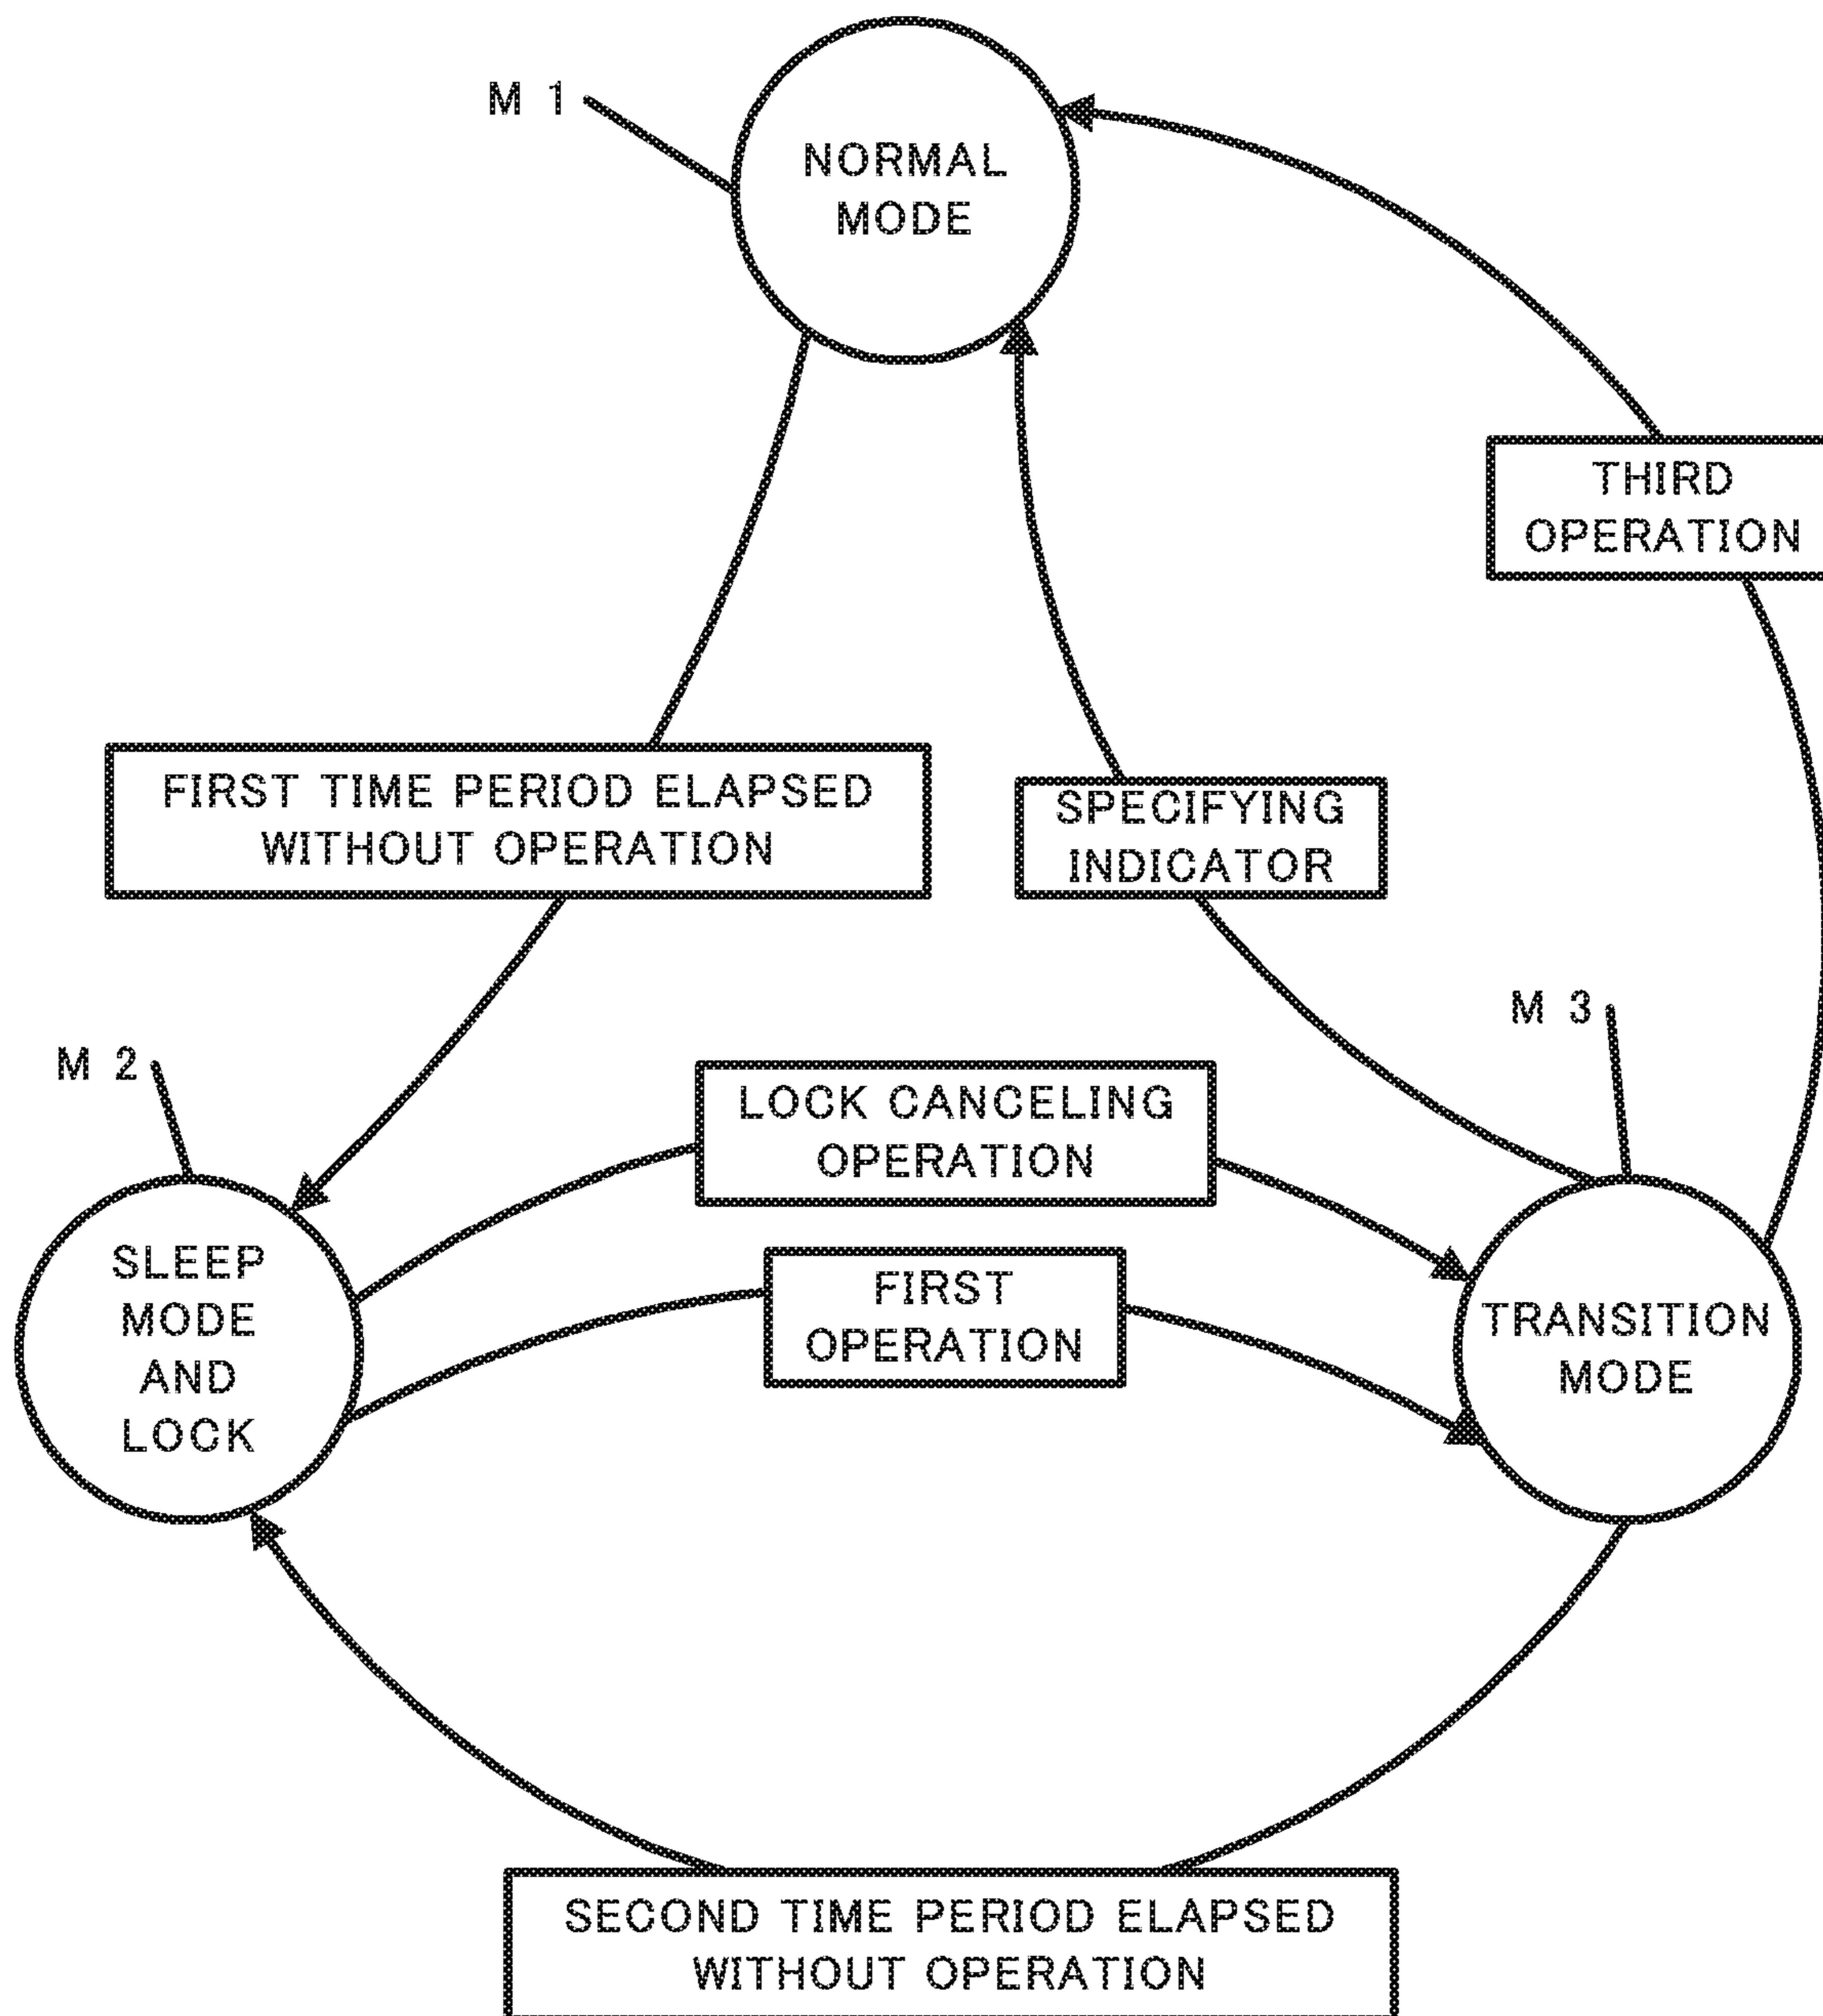 M 1
NORMAL
MODE
THIRD
OPERATION
FIRST TIME PERIOD ELAPSED
WITHOUT OPERATION
SPECIFYING
INDICATOR
M 3
M 2
LOCK CANCELING
OPERATION
SLEEP
MODE
AND
LOCK
FIRST
OPERATION
TRANSITION
MODE
SECOND TIME PERIOD ELAPSED
WITHOUT OPERATION